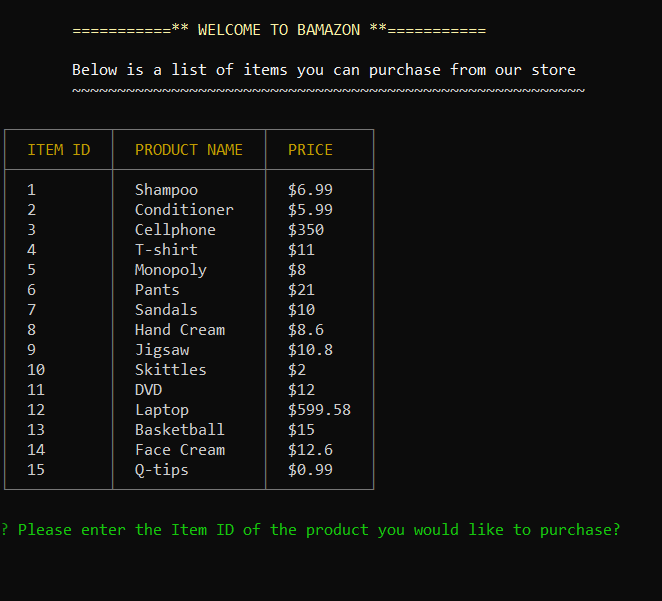 ===========** WELCOME TO BAMAZON **===========
Below is a list of items you can purchase from our store
~~~~~~~~~~~~~~~~~~~~~~~~~~~~~~~~~~~~~~~~~~~~~~~~~~~~~~~~~
ITEM ID PRODUCT NAME PRICE
1 Shampoo $6.99
2 Conditioner $5.99
3 Cellphone $350
4 T-shirt $11
5 Monopoly $8
6 Pants $21
7 Sandals $10
8 Hand Cream $8.6
9 Jigsaw $10.8
10 Skittles $2
11 DVD $12
12 Laptop $599.58
13 Basketball $15
14 Face Cream $12.6
15 Q-tips $0.99
? Please enter the Item ID of the product you would like to purchase?